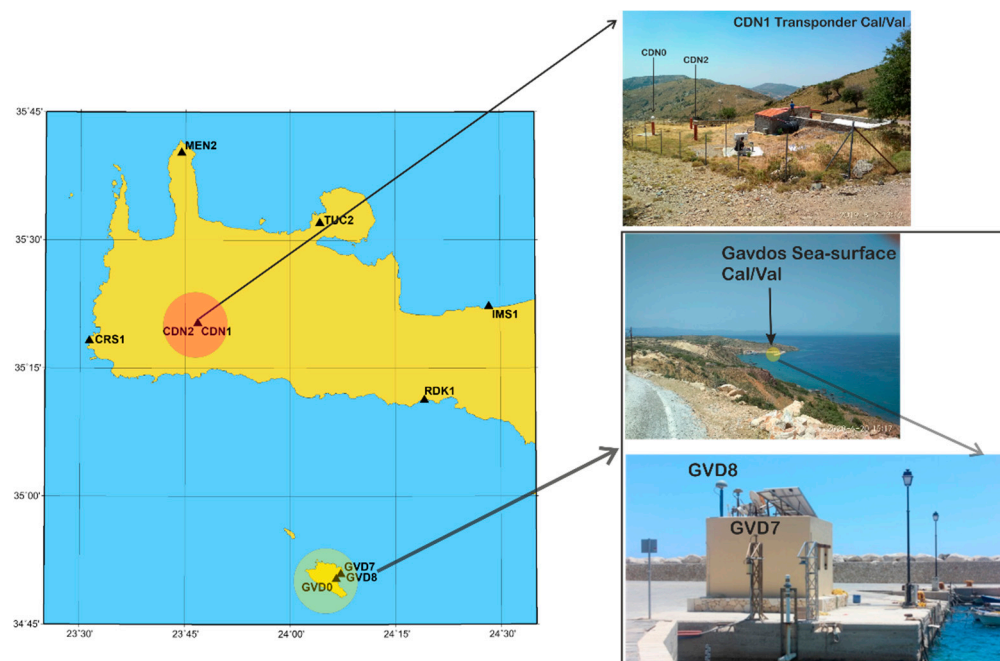 CDN1 Transponder Cal/Val
CDN0
CDN2
35°45'
MEN2
35°30'
TUC2
IMS1
CDN2 CDN1
CRS1
35°15'
RDK1
35°00'
GVD7
GVD8
GVD0
34°45'
23°30'
23°45'
24°00'
24°15'
24°30'
Gavdos Sea-surface
Cal/Val
GVD8
GVD7